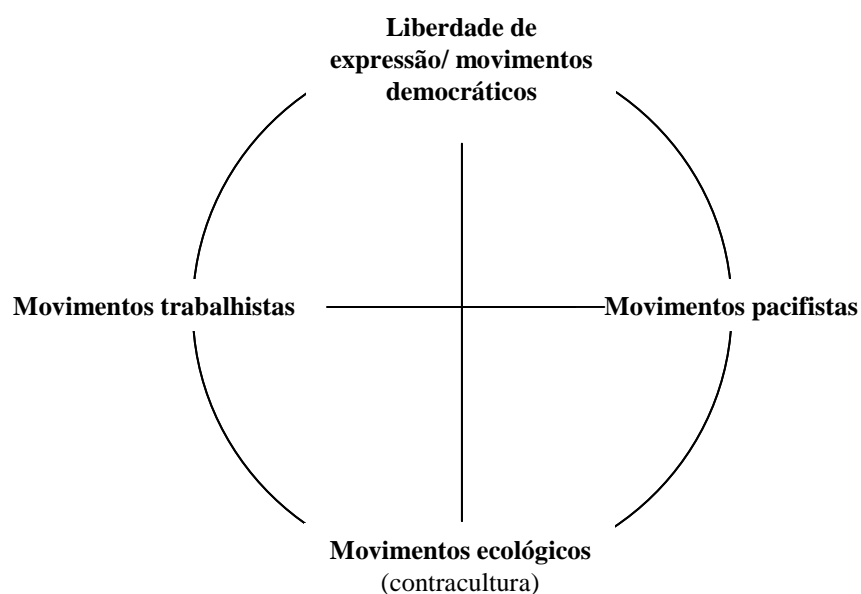 Liberdade de
expressão/ movimentos
democráticos
Movimentos trabalhistas
Movimentos pacifistas
Movimentos ecológicos
(contracultura)